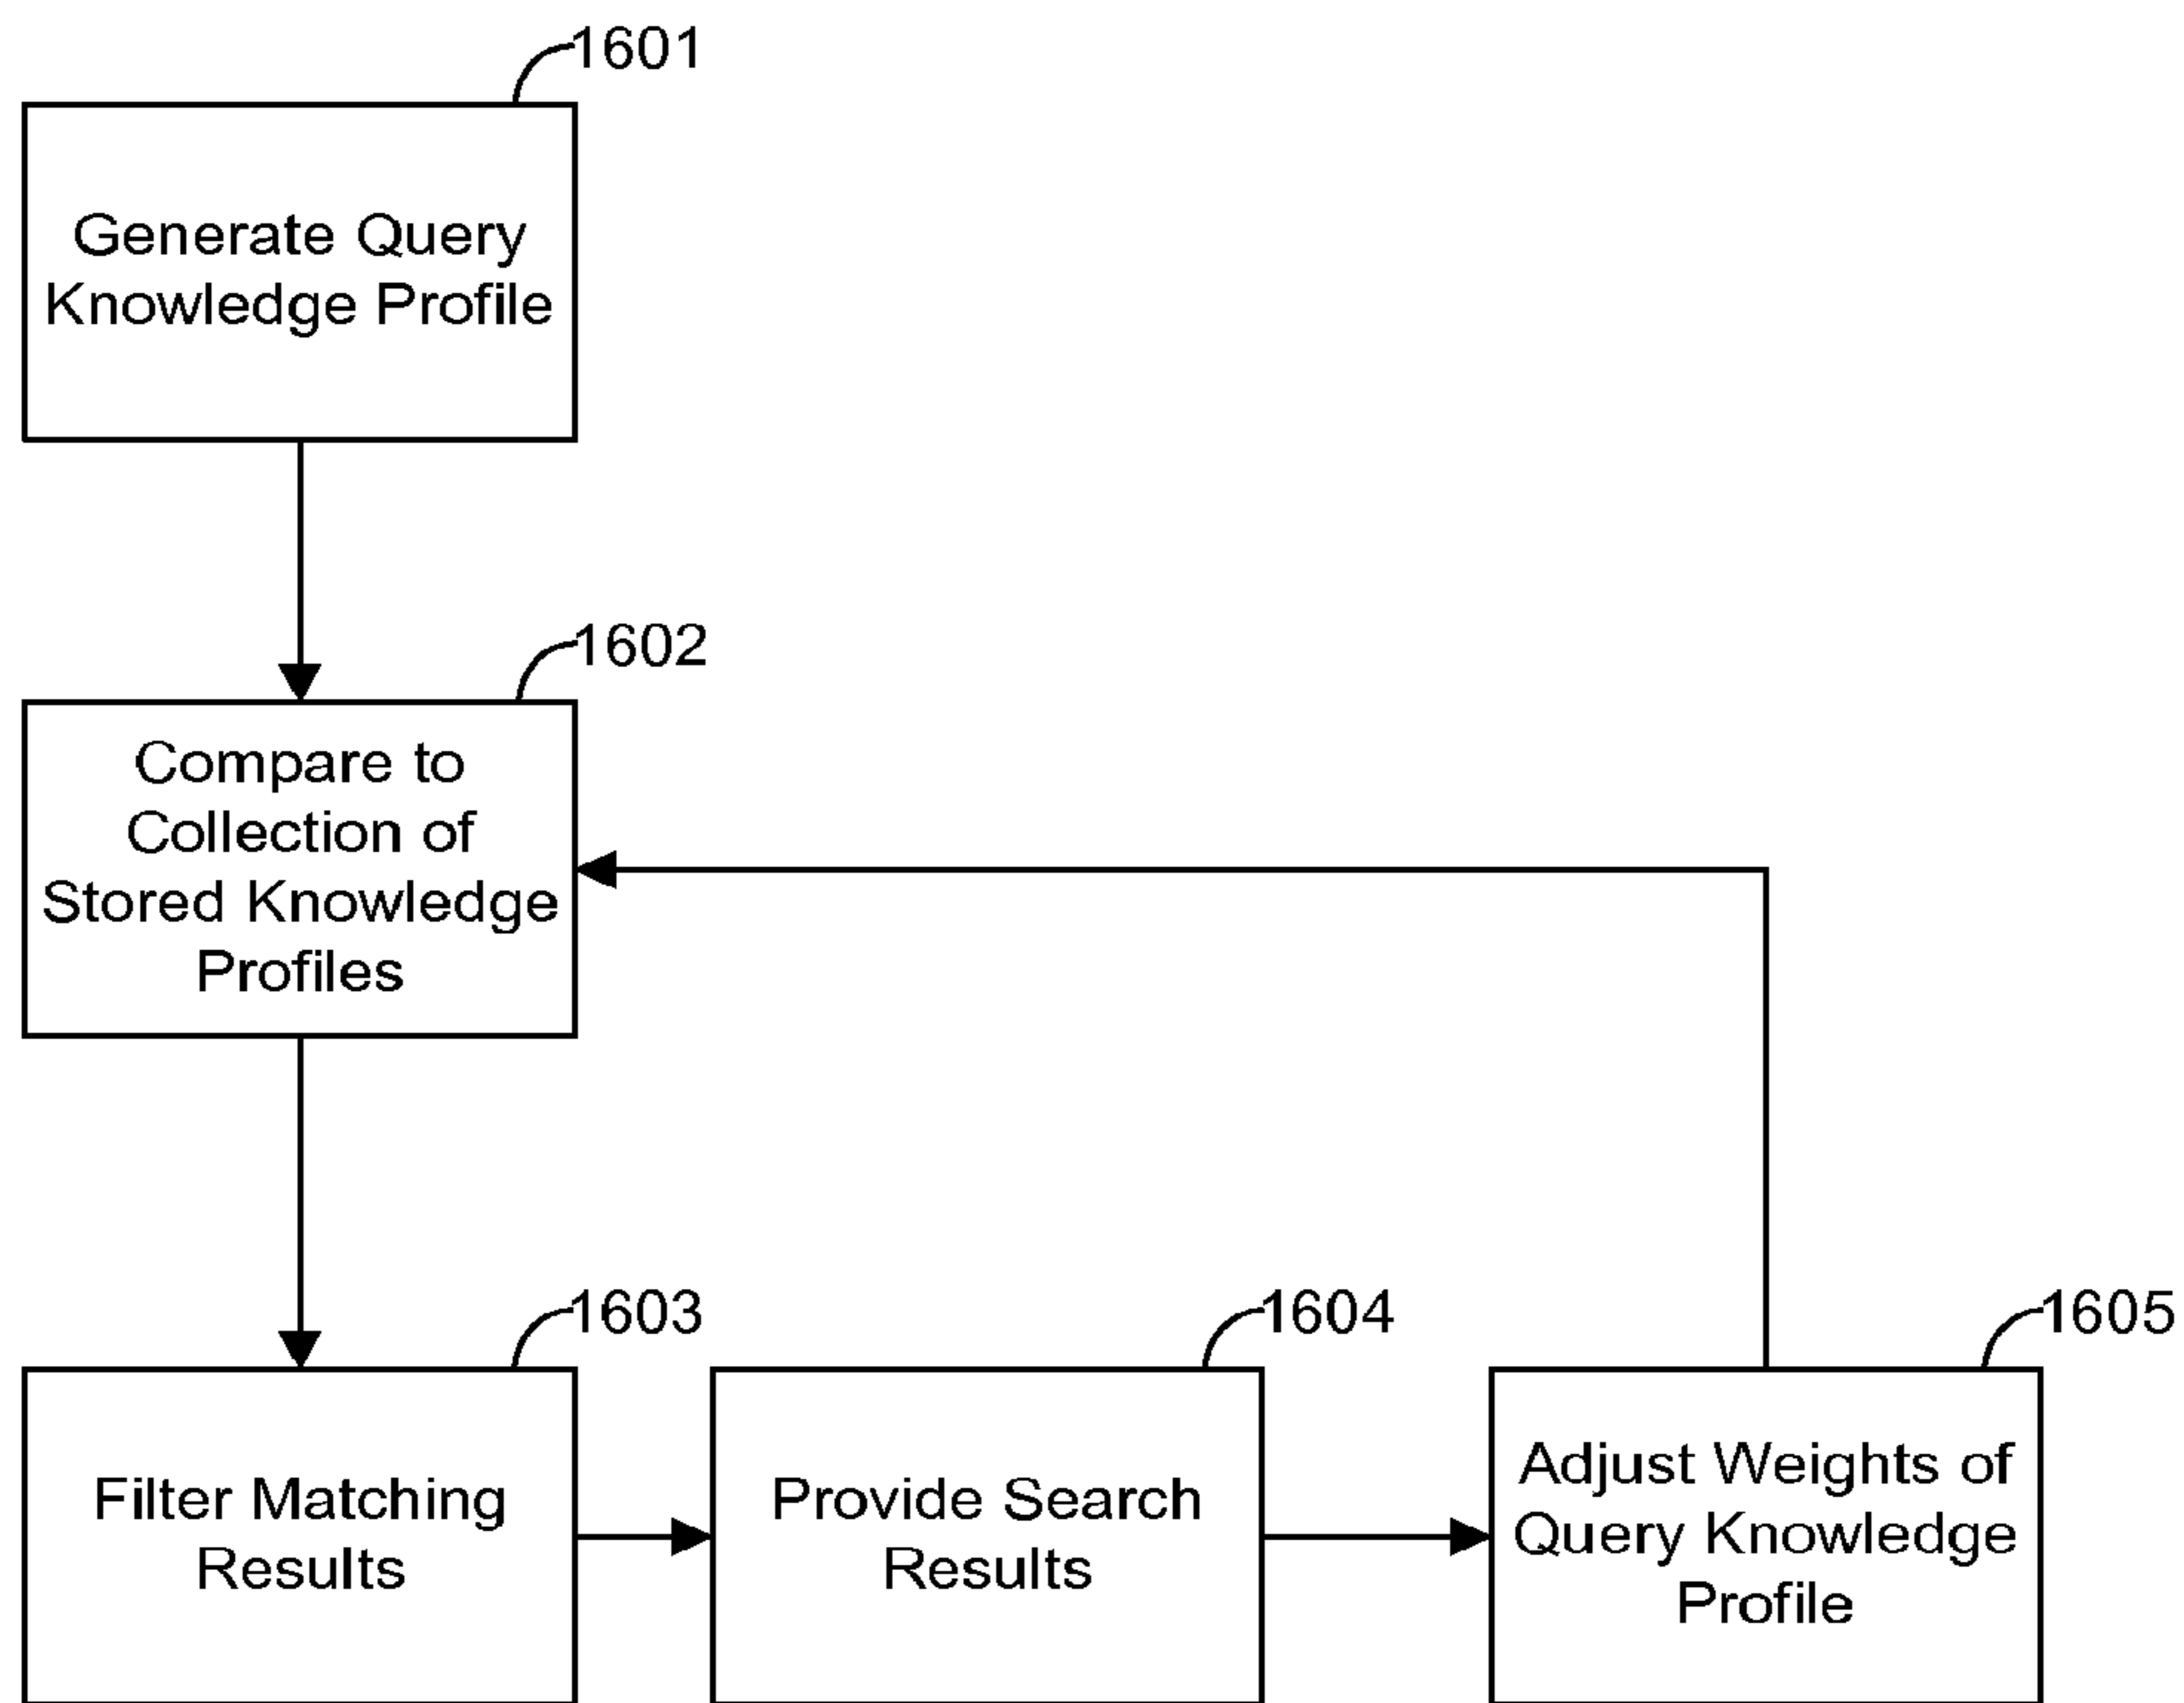 1601
Generate Query
Knowledge Profile
1602
Compare to
Collection of
Stored Knowledge
Profiles
1603
Filter Matching
Results
1604
Provide Search
Results
1605
Adjust Weights of
Query Knowledge
Profile